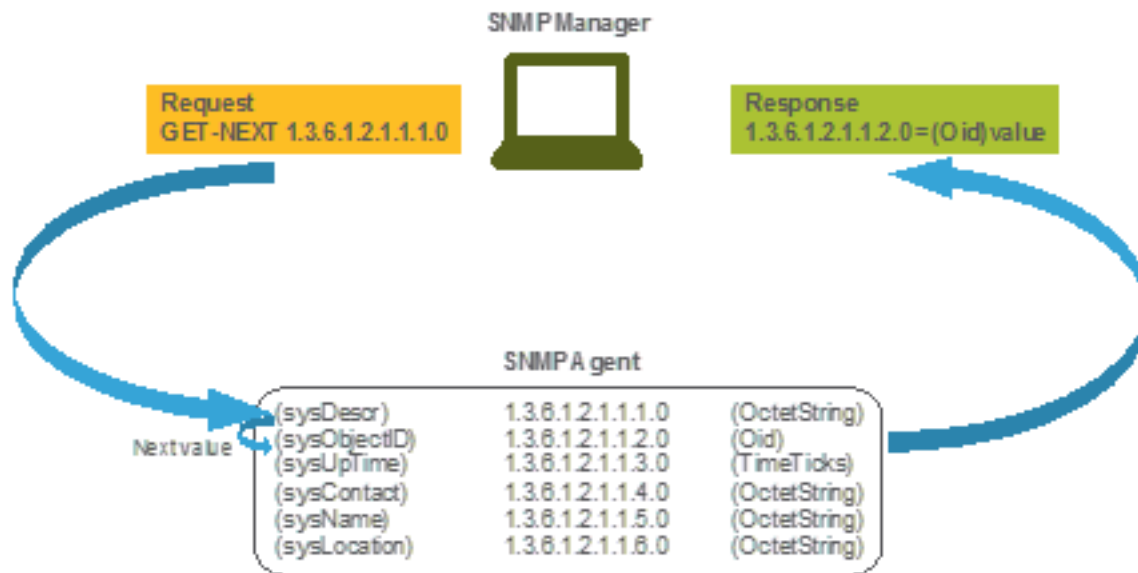 SNMP Manager
Request
GET-NEXT 1.3.6.1.2.1.1.1.0
Response
1.3.6.1.2.1.1.2.0=(Oid)value
SNMP Agent
(sysDescr) 1.3.6.1.2.1.1.1.0 (OctetString)
Next value
(sysObjectID) 1.3.6.1.2.1.1.2.0 (Oid)
(sysUpTime) 1.3.6.1.2.1.1.3.0 (TimeTicks)
(sysContact) 1.3.6.1.2.1.1.4.0 (OctetString)
(sysName) 1.3.6.1.2.1.1.5.0 (OctetString)
(sysLocation) 1.3.6.1.2.1.1.6.0 (OctetString)